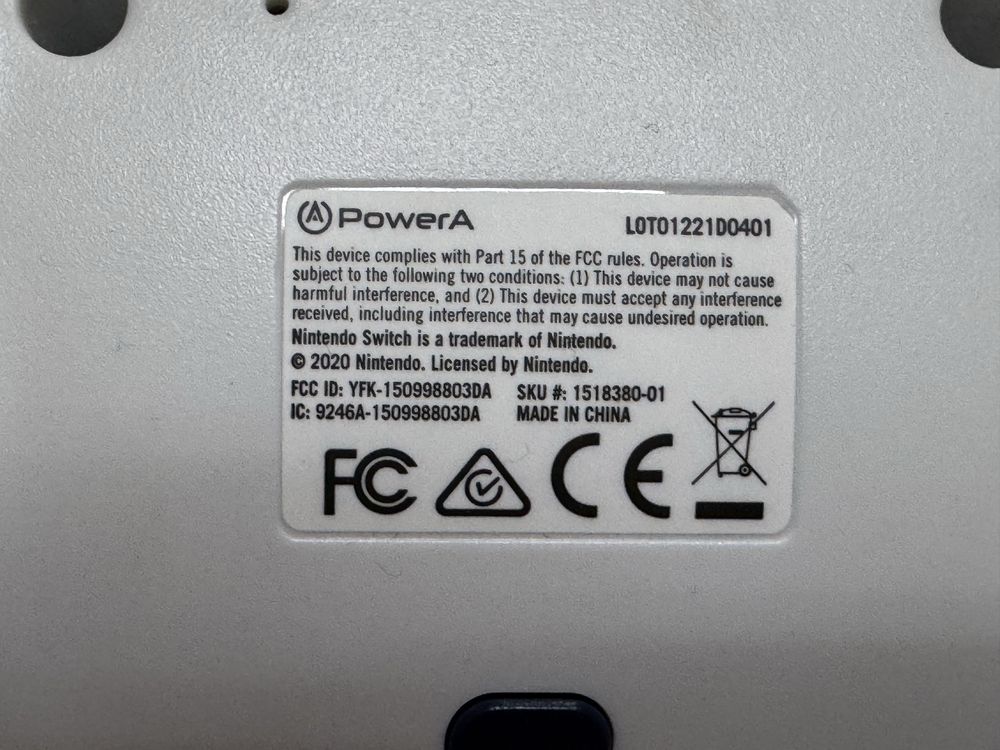 PowerA
LOT01221D0401
This device complies with Part 15 of the FCC rules. Operation is
subject to the following two conditions: (1) This device may not cause
harmful interference, and (2) This device must accept any interference
received, including interference that may cause undesired operation.
Nintendo Switch is a trademark of Nintendo.
© 2020 Nintendo. Licensed by Nintendo.
FCC ID: YFK-150998803DA SKU #: 1518380-01
IC: 9246A-150998803DA MADE IN CHINA
FC CE